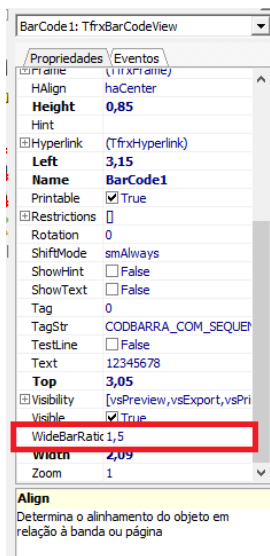 BarCode1: TfrxBarCodeView
Propriedades Eventos
Frame (TfrxFrame)
HAlign haCenter
Height 0,85
Hint
Hyperlink (TfrxHyperlink)
Left 3,15
Name BarCode1
Printable True
Restrictions []
Rotation 0
ShiftMode smAlways
ShowHint False
ShowText False
Tag 0
TagStr CODBARRA_COM_SEQUEN
TestLine False
Text 12345678
Top 3,05
Visibility [vsPreview,vsExport,vsPri
Visible True
WideBarRatic 1,5
Width 2,09
Zoom 1
Align
Determina o alinhamento do objeto em
relação à banda ou página